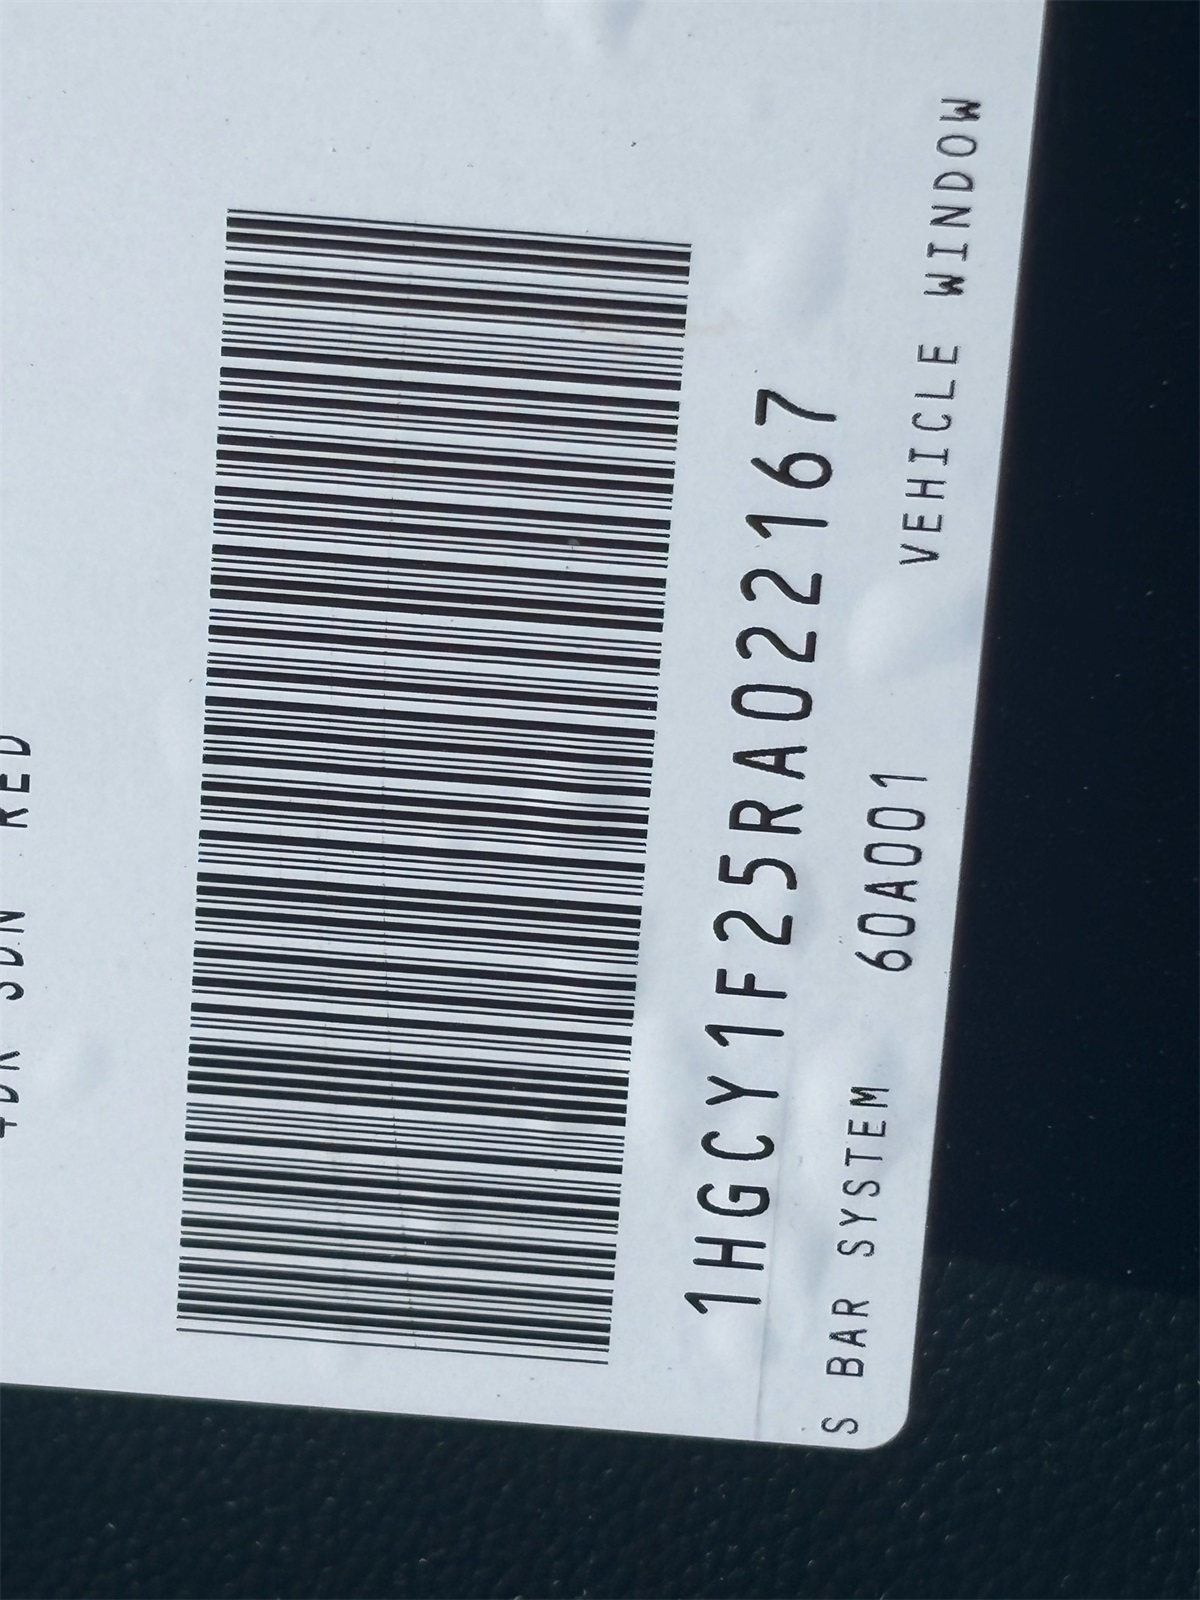 4DR SDN RED
1HGCY1F25RA022167
S BAR SYSTEM 60A001 VEHICLE WINDOW